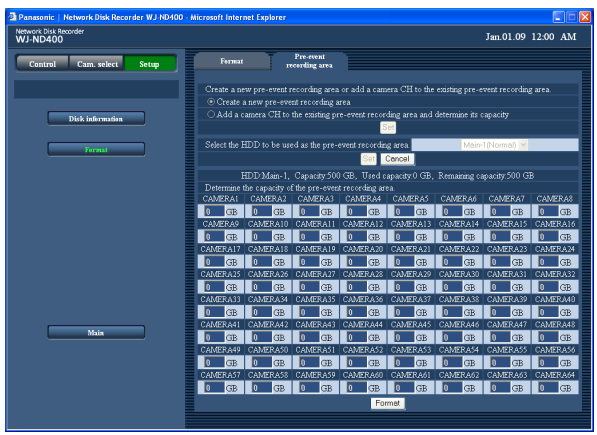 Panasonic | Network Disk Recorder WJ-ND400 - Microsoft Internet Explorer
Network Disk Recorder
WJ-ND400
Jan.01.09 12:00 AM
Control Cam. select Setup
Format
Pre-event
recording area
Disk information
Format
Main
Create a new pre-event recording area or add a camera CH to the existing pre-event recording area.
Create a new pre-event recording area
Add a camera CH to the existing pre-event recording area and determine its capacity
Set
Select the HDD to be used as the pre-event recording area. Main-1(Normal)
Set Cancel
HDD:Main-1, Capacity:500 GB, Used capacity:0 GB, Remaining capacity:500 GB
Determine the capacity of the pre-event recording area.
CAMERA1 CAMERA2 CAMERA3 CAMERA4 CAMERA5 CAMERA6 CAMERA7 CAMERA8
0 GB 0 GB 0 GB 0 GB 0 GB 0 GB 0 GB 0 GB
CAMERA9 CAMERA10 CAMERA11 CAMERA12 CAMERA13 CAMERA14 CAMERA15 CAMERA16
0 GB 0 GB 0 GB 0 GB 0 GB 0 GB 0 GB 0 GB
CAMERA17 CAMERA18 CAMERA19 CAMERA20 CAMERA21 CAMERA22 CAMERA23 CAMERA24
0 GB 0 GB 0 GB 0 GB 0 GB 0 GB 0 GB 0 GB
CAMERA25 CAMERA26 CAMERA27 CAMERA28 CAMERA29 CAMERA30 CAMERA31 CAMERA32
0 GB 0 GB 0 GB 0 GB 0 GB 0 GB 0 GB 0 GB
CAMERA33 CAMERA34 CAMERA35 CAMERA36 CAMERA37 CAMERA38 CAMERA39 CAMERA40
0 GB 0 GB 0 GB 0 GB 0 GB 0 GB 0 GB 0 GB
CAMERA41 CAMERA42 CAMERA43 CAMERA44 CAMERA45 CAMERA46 CAMERA47 CAMERA48
0 GB 0 GB 0 GB 0 GB 0 GB 0 GB 0 GB 0 GB
CAMERA49 CAMERA50 CAMERA51 CAMERA52 CAMERA53 CAMERA54 CAMERA55 CAMERA56
0 GB 0 GB 0 GB 0 GB 0 GB 0 GB 0 GB 0 GB
CAMERA57 CAMERA58 CAMERA59 CAMERA60 CAMERA61 CAMERA62 CAMERA63 CAMERA64
0 GB 0 GB 0 GB 0 GB 0 GB 0 GB 0 GB 0 GB
Format